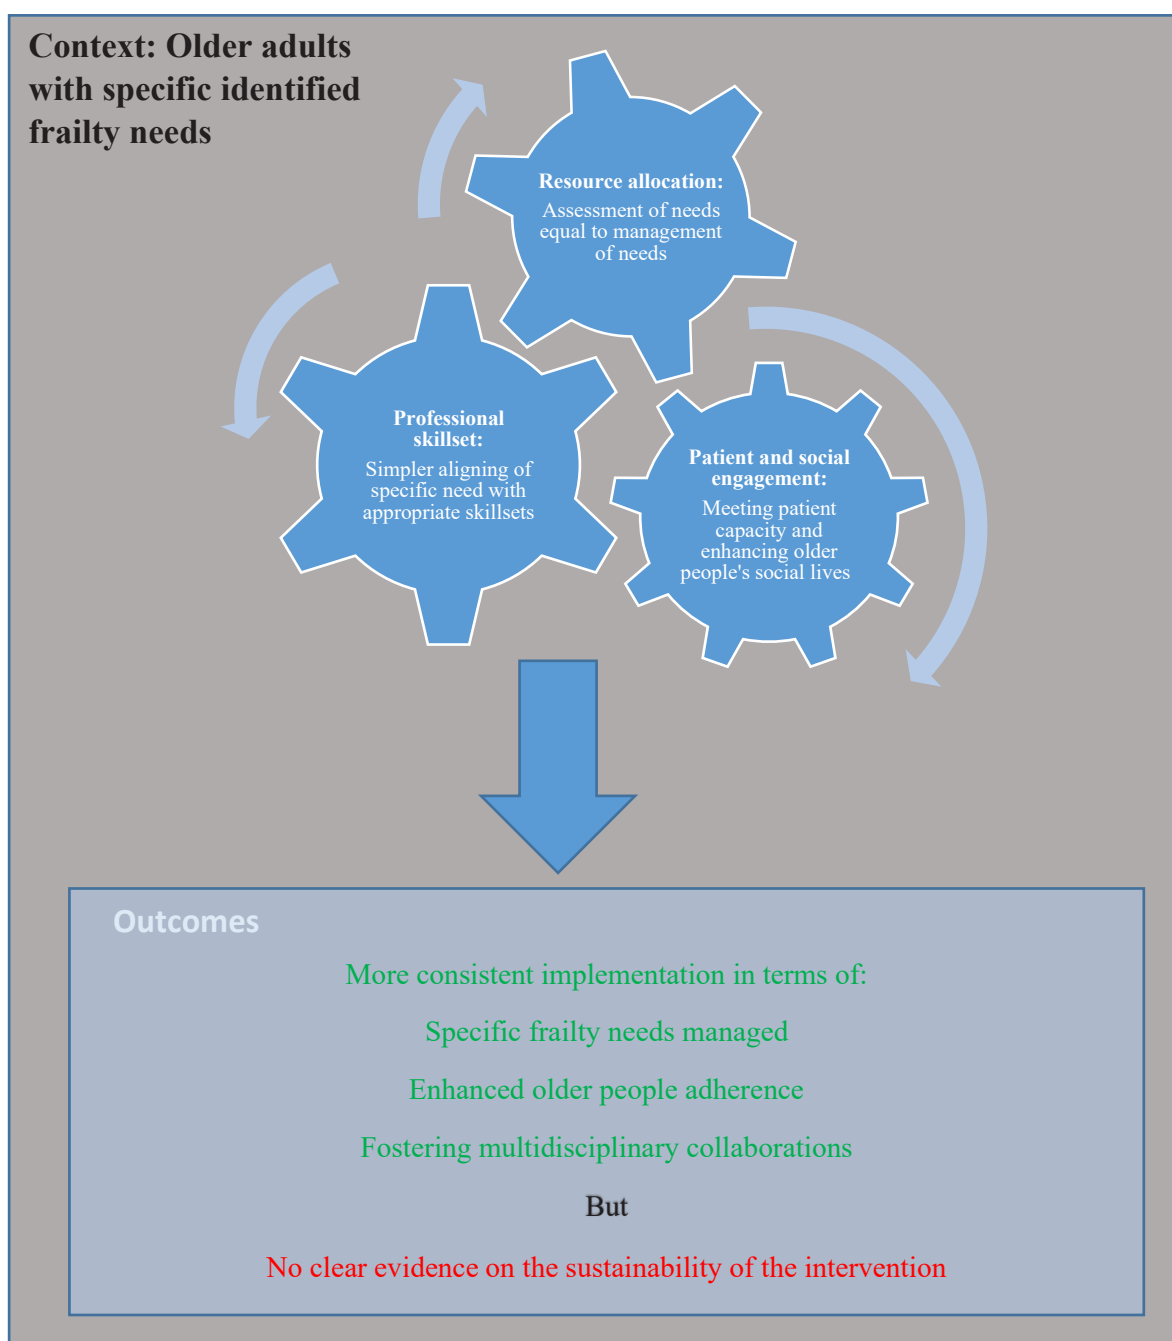 Context: Older adults
with specific identified
frailty needs
Resource allocation:
Assessment of needs
equal to management
of needs
Professional
skillset:
Simpler aligning of
specific need with
appropriate skillsets
Patient and social
engagement:
Meeting patient
capacity and
enhancing older
people's social lives
Outcomes
More consistent implementation in terms of:
Specific frailty needs managed
Enhanced older people adherence
Fostering multidisciplinary collaborations
But
No clear evidence on the sustainability of the intervention